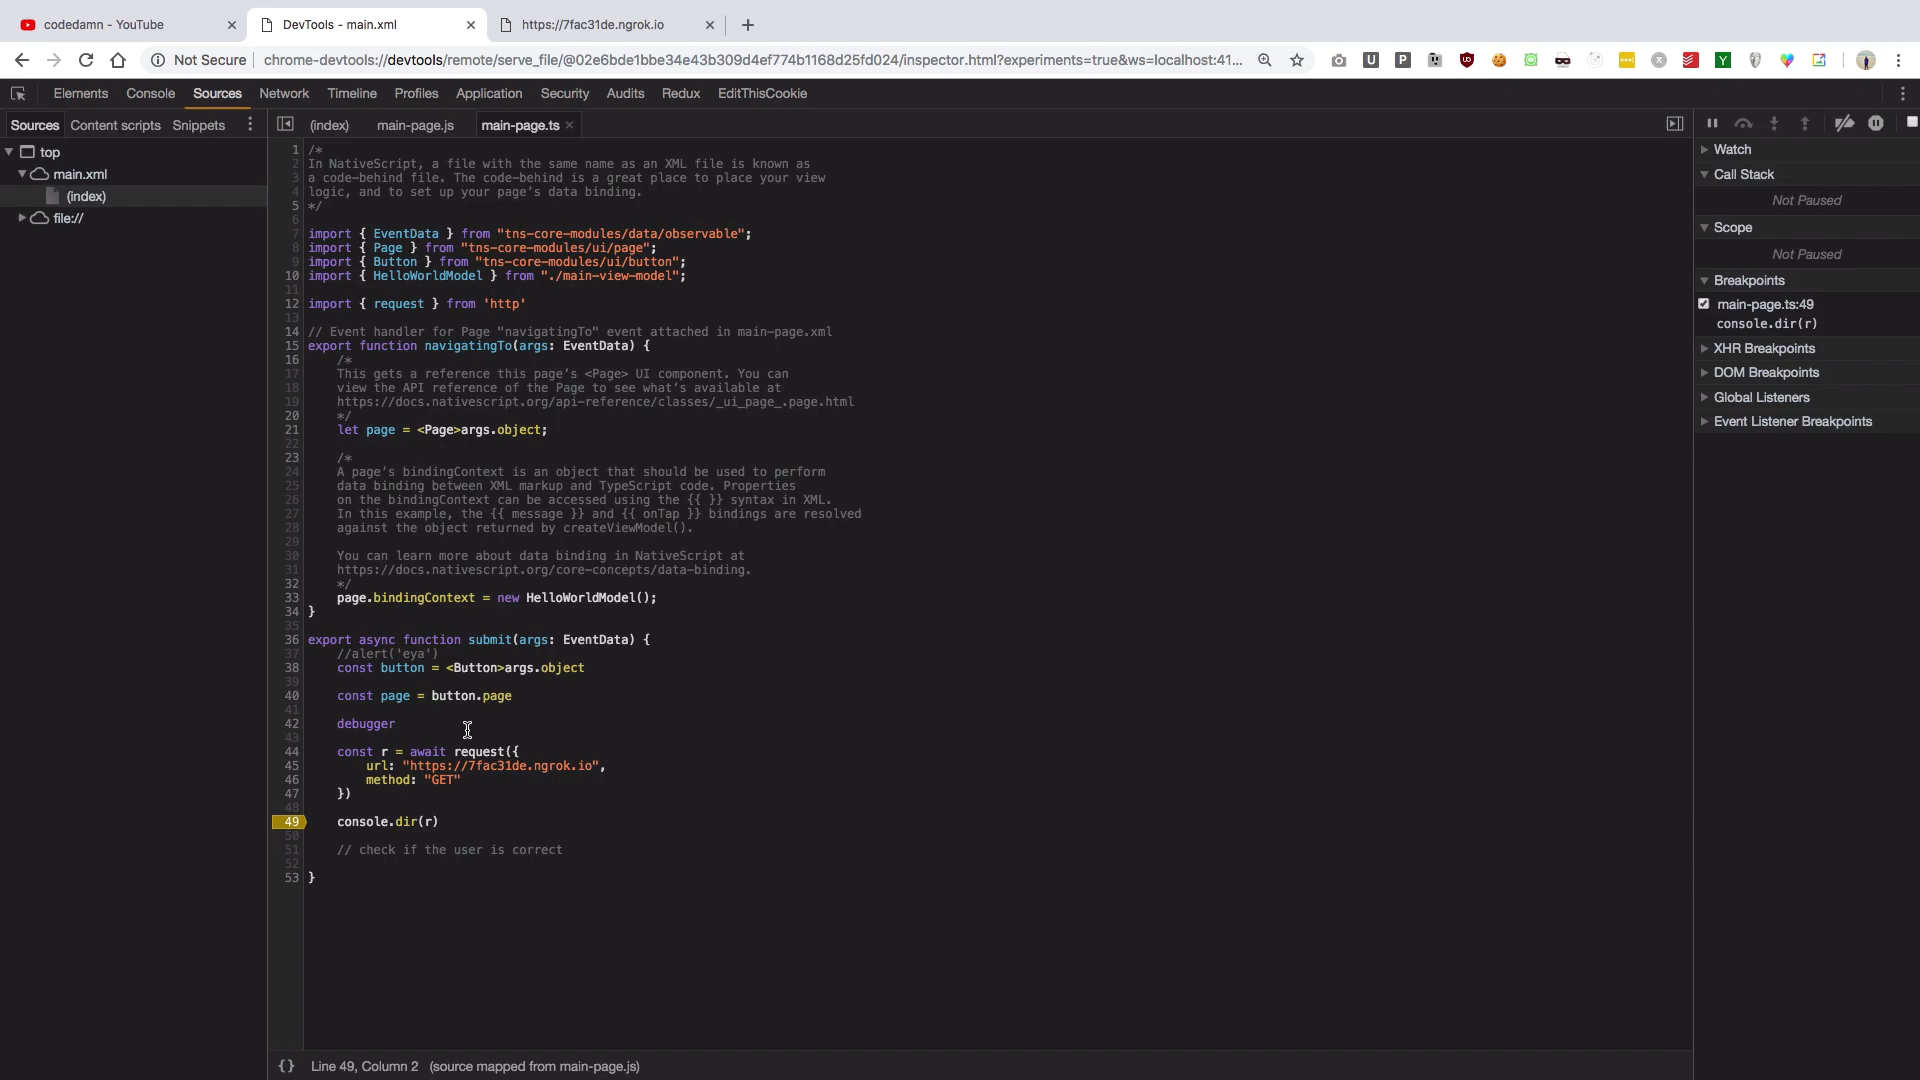 codedamn - YouTube
DevTools - main.xml
https://7fac31de.ngrok.io
Not Secure
chrome-devtools://devtools/remote/serve_file/@02e6bde1bbe34e43b309d4ef774b1168d25fd024/inspector.html?experiments=true&ws=localhost:41...
Elements Console Sources Network Timeline Profiles Application Security Audits Redux EditThisCookie
Sources Content scripts Snippets
(index) main-page.js main-page.ts
top
main.xml
(index)
file://
1 /*
2 In NativeScript, a file with the same name as an XML file is known as
3 a code-behind file. The code-behind is a great place to place your view
4 logic, and to set up your page's data binding.
5 */
6
7 import { EventData } from "tns-core-modules/data/observable";
8 import { Page } from "tns-core-modules/ui/page";
9 import { Button } from "tns-core-modules/ui/button";
10 import { HelloWorldModel } from "./main-view-model";
11
12 import { request } from 'http'
13
14 // Event handler for Page "navigatingTo" event attached in main-page.xml
15 export function navigatingTo(args: EventData) {
16 /*
17 This gets a reference this page's <Page> UI component. You can
18 view the API reference of the Page to see what's available at
19 https://docs.nativescript.org/api-reference/classes/_ui_page_.page.html
20 */
21 let page = <Page>args.object;
22
23 /*
24 A page's bindingContext is an object that should be used to perform
25 data binding between XML markup and TypeScript code. Properties
26 on the bindingContext can be accessed using the {{ }} syntax in XML.
27 In this example, the {{ message }} and {{ onTap }} bindings are resolved
28 against the object returned by createViewModel().
29
30 You can learn more about data binding in NativeScript at
31 https://docs.nativescript.org/core-concepts/data-binding.
32 */
33 page.bindingContext = new HelloWorldModel();
34 }
35
36 export async function submit(args: EventData) {
37 //alert('eya')
38 const button = <Button>args.object
39
40 const page = button.page
41
42 debugger
43
44 const r = await request({
45 url: "https://7fac31de.ngrok.io",
46 method: "GET"
47 })
48
49 console.dir(r)
50
51 // check if the user is correct
52
53 }
{} Line 49, Column 2 (source mapped from main-page.js)
Watch
Call Stack
Not Paused
Scope
Not Paused
Breakpoints
main-page.ts:49
console.dir(r)
XHR Breakpoints
DOM Breakpoints
Global Listeners
Event Listener Breakpoints